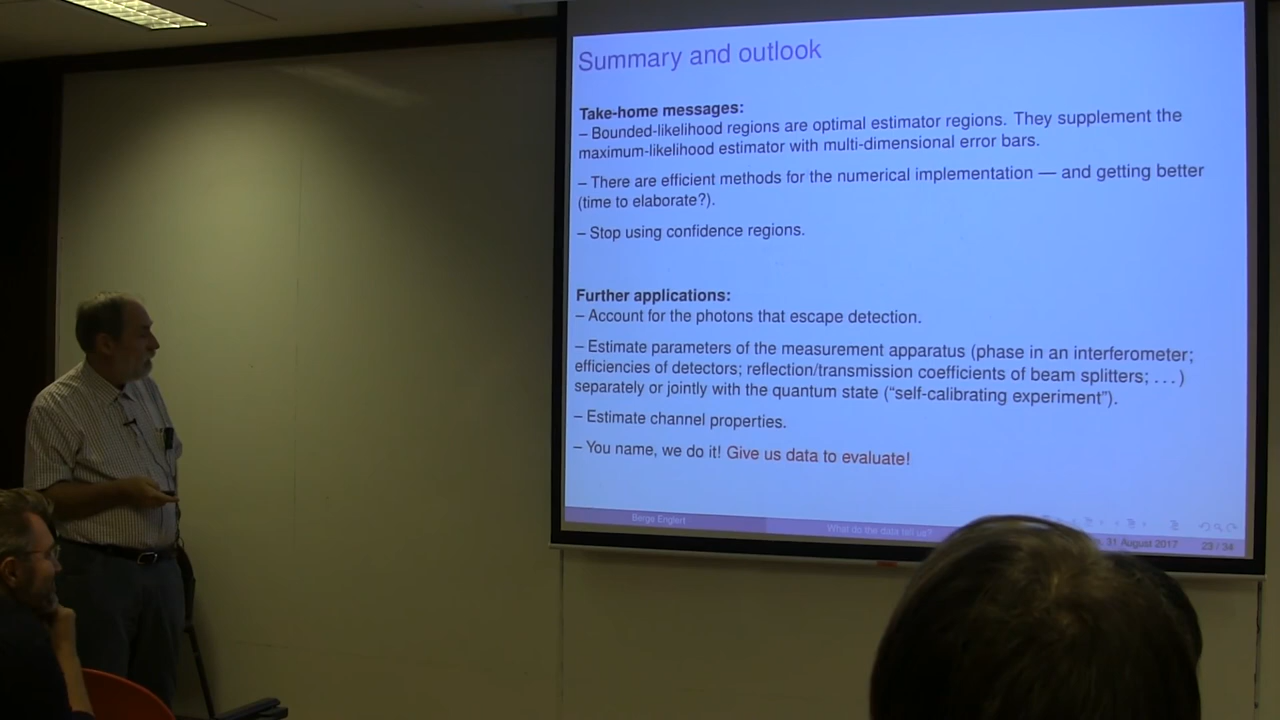 Summary and outlook
Take-home messages:
– Bounded-likelihood regions are optimal estimator regions. They supplement the
maximum-likelihood estimator with multi-dimensional error bars.
– There are efficient methods for the numerical implementation — and getting better
(time to elaborate?).
– Stop using confidence regions.
Further applications:
– Account for the photons that escape detection.
– Estimate parameters of the measurement apparatus (phase in an interferometer;
efficiencies of detectors; reflection/transmission coefficients of beam splitters; . . . )
separately or jointly with the quantum state (“self-calibrating experiment”).
– Estimate channel properties.
– You name, we do it! Give us data to evaluate!
Berge Englert
What do the data tell us?
31 August 2017
23 / 34